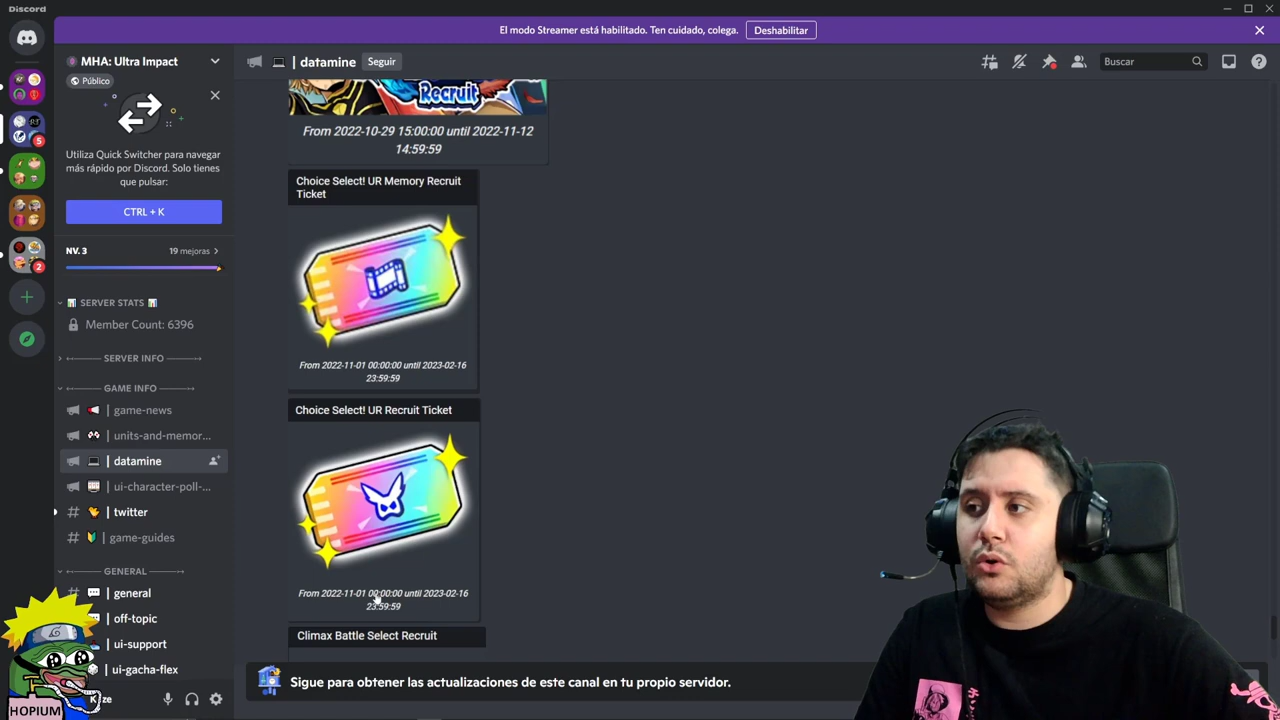 Discord
El modo Streamer está habilitado. Ten cuidado, colega.
Deshabilitar
MHA: Ultra Impact
Público
Utiliza Quick Switcher para navegar
más rápido por Discord. Solo tienes
que pulsar:
CTRL + K
NV. 3
19 mejoras
SERVER STATS
Member Count: 6396
SERVER INFO
GAME INFO
| game-news
| units-and-memor...
| datamine
| ui-character-poll-...
| twitter
| game-guides
GENERAL
| general
| off-topic
| ui-support
| ui-gacha-flex
HOPIUM
| datamine
Seguir
Buscar
Recruit
From 2022-10-29 15:00:00 until 2022-11-12
14:59:59
Choice Select! UR Memory Recruit
Ticket
From 2022-11-01 00:00:00 until 2023-02-16
23:59:59
Choice Select! UR Recruit Ticket
From 2022-11-01 00:00:00 until 2023-02-16
23:59:59
Climax Battle Select Recruit
Sigue para obtener las actualizaciones de este canal en tu propio servidor.
5
2